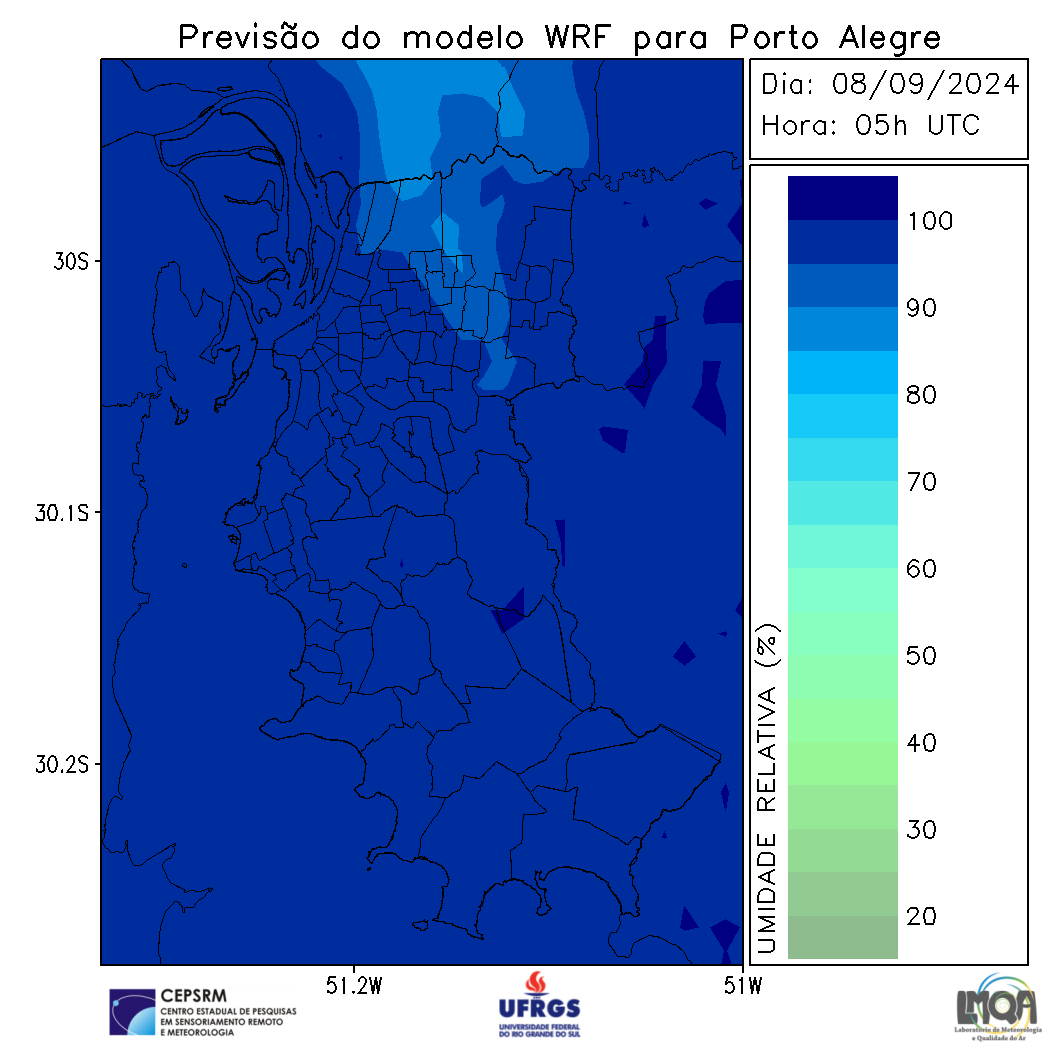 Previsão do modelo WRF para Porto Alegre
Dia: 08/09/2024
Hora: 05h UTC
100
90
80
70
60
50
40
30
20
UMIDADE RELATIVA (%)
30S
30.1S
30.2S
51.2W
51W
CEPSRM
CENTRO ESTADUAL DE PESQUISAS
EM SENSORIAMENTO REMOTO
E METEOROLOGIA
UFRGS
UNIVERSIDADE FEDERAL
DO RIO GRANDE DO SUL
LMQA
Laboratório de Meteorologia
e Qualidade do Ar